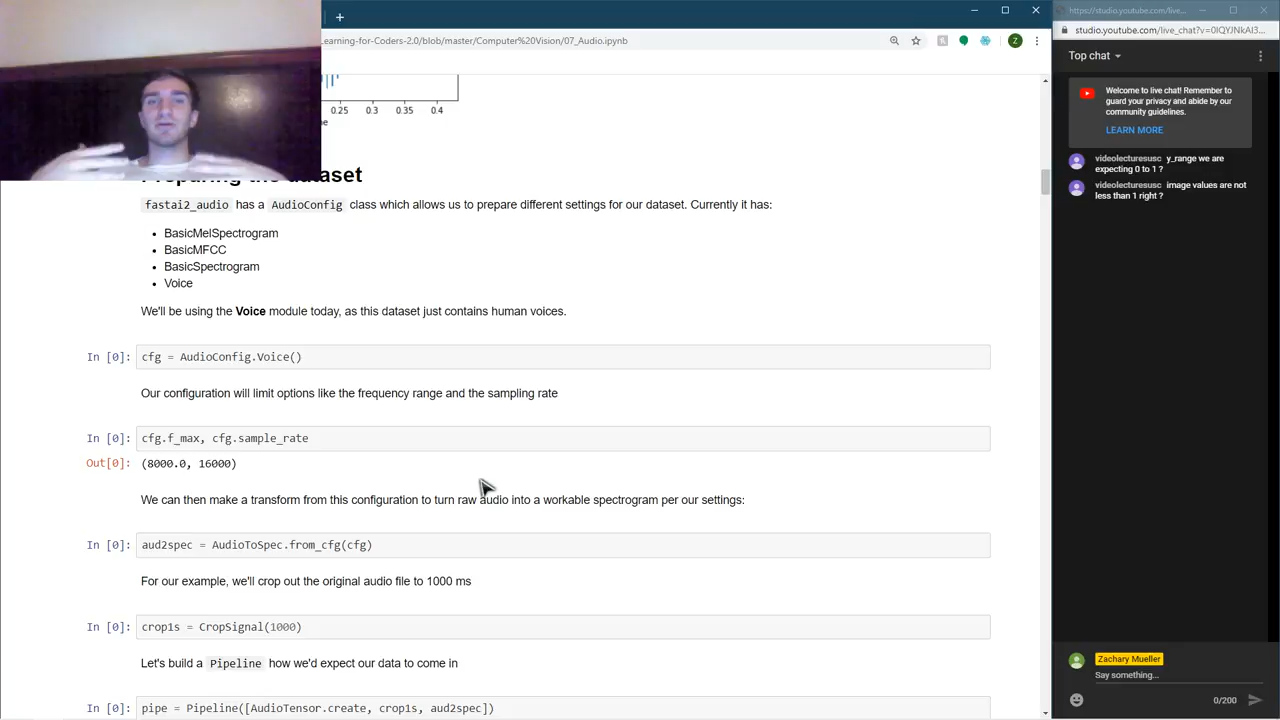 https://studio.youtube.com/live_...
studio.youtube.com/live_chat?v=0IQYJNkAI3...
earning-for-Coders-2.0/blob/master/Computer%20Vision/07_Audio.ipynb
Z
Top chat
Welcome to live chat! Remember to
guard your privacy and abide by our
community guidelines.
LEARN MORE
videolecturesusc y_range we are
expecting 0 to 1 ?
videolecturesusc image values are not
less than 1 right ?
0.25 0.3 0.35 0.4
me
Preparing the dataset
fastai2_audio has a AudioConfig class which allows us to prepare different settings for our dataset. Currently it has:
• BasicMelSpectrogram
• BasicMFCC
• BasicSpectrogram
• Voice
We'll be using the Voice module today, as this dataset just contains human voices.
In [0]: cfg = AudioConfig.Voice()
Our configuration will limit options like the frequency range and the sampling rate
In [0]: cfg.f_max, cfg.sample_rate
Out[0]: (8000.0, 16000)
We can then make a transform from this configuration to turn raw audio into a workable spectrogram per our settings:
In [0]: aud2spec = AudioToSpec.from_cfg(cfg)
For our example, we'll crop out the original audio file to 1000 ms
In [0]: crop1s = CropSignal(1000)
Let's build a Pipeline how we'd expect our data to come in
In [0]: pipe = Pipeline([AudioTensor.create, crop1s, aud2spec])
Zachary Mueller
Say something...
0/200